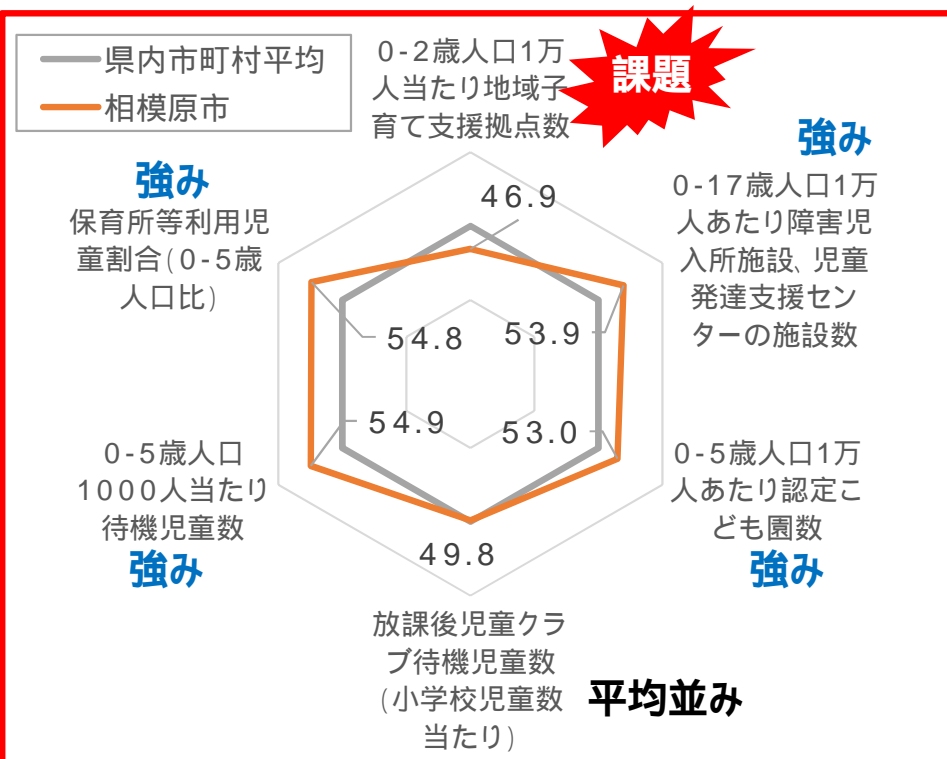 県内市町村平均
相模原市
0-2歳人口1万
人当たり地域子
育て支援拠点数
課題
強み
0-17歳人口1万
人あたり障害児
入所施設、児童
発達支援セン
ターの施設数
強み
保育所等利用児
童割合(0-5歳
人口比)
46.9
54.8
53.9
54.9
53.0
49.8
0-5歳人口
1000人当たり
待機児童数
強み
0-5歳人口1万
人あたり認定こ
ども園数
強み
放課後児童クラ
ブ待機児童数
(小学校児童数
当たり)
平均並み